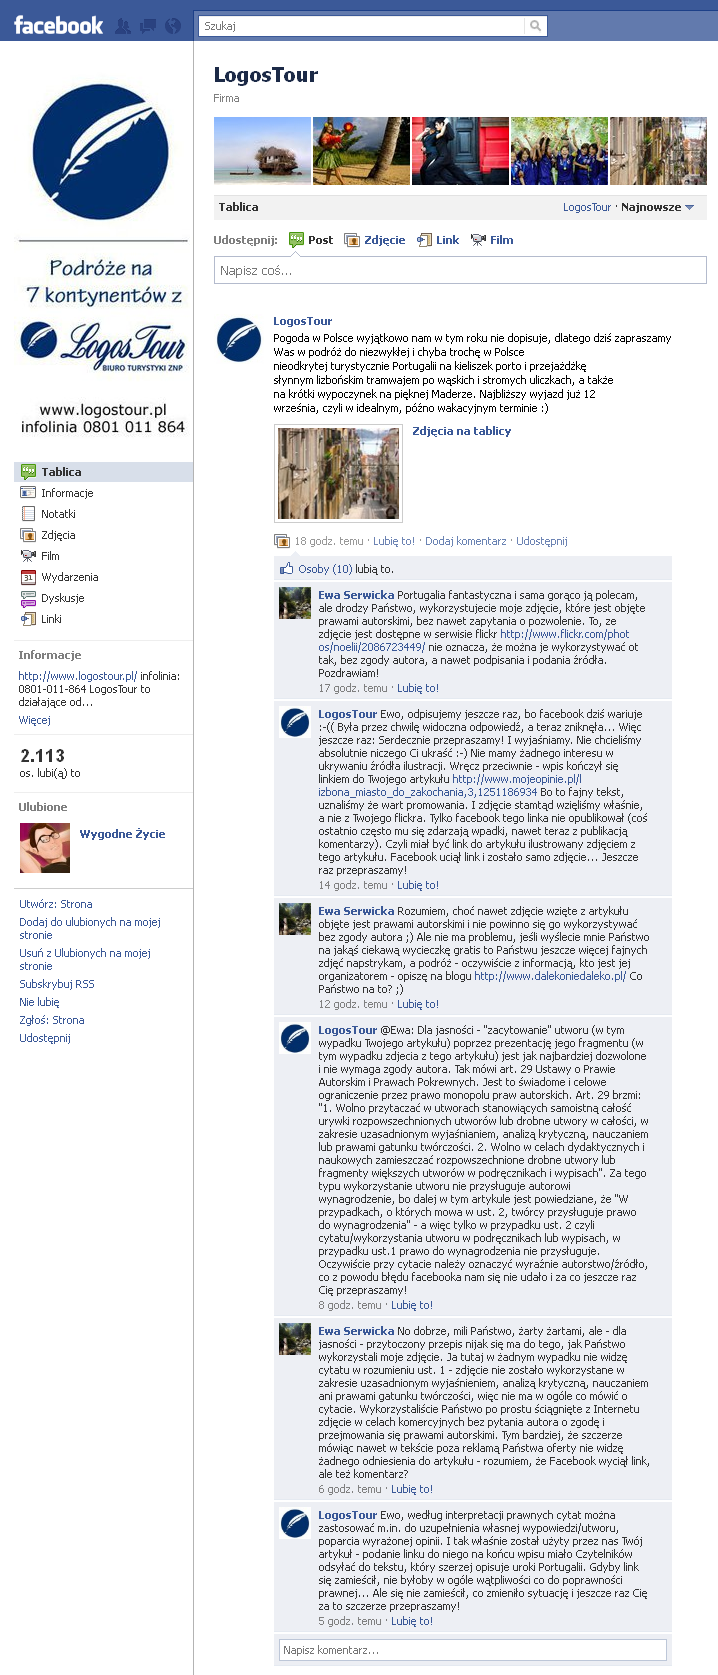 facebook
Szukaj
Podróże na
7 kontynentów z
LogosTour
BIURO TURYSTYKI ZNP
www.logostour.pl
infolinia 0801 011 864
Tablica
Informacje
Notatki
Zdjęcia
Film
Wydarzenia
Dyskusje
Linki
Informacje
http://www.logostour.pl/ infolinia:
0801-011-864 LogosTour to
działające od...
Więcej
2.113
os. lubi(ą) to
Ulubione
Wygodne Życie
Utwórz: Strona
Dodaj do ulubionych na mojej
stronie
Usuń z Ulubionych na mojej
stronie
Subskrybuj RSS
Nie lubię
Zgłoś: Strona
Udostępnij
LogosTour
Firma
Tablica
LogosTour · Najnowsze
Udostępnij: Post Zdjęcie Link Film
Napisz coś...
LogosTour
Pogoda w Polsce wyjątkowo nam w tym roku nie dopisuje, dlatego dziś zapraszamy
Was w podróż do niezwykłej i chyba trochę w Polsce
nieodkrytej turystycznie Portugalii na kieliszek porto i przejażdżkę
słynnym lizbońskim tramwajem po wąskich i stromych uliczkach, a także
na krótki wypoczynek na pięknej Maderze. Najbliższy wyjazd już 12
września, czyli w idealnym, późno wakacyjnym terminie :)
Zdjęcia na tablicy
18 godz. temu · Lubię to! · Dodaj komentarz · Udostępnij
Osoby (10) lubią to.
Ewa Serwicka Portugalia fantastyczna i sama gorąco ją polecam,
ale drodzy Państwo, wykorzystujecie moje zdjęcie, które jest objęte
prawami autorskimi, bez nawet zapytania o pozwolenie. To, ze
zdjęcie jest dostępne w serwisie flickr http://www.flickr.com/phot
os/noelii/2086723449/ nie oznacza, że można je wykorzystywać ot
tak, bez zgody autora, a nawet podpisania i podania źródła.
Pozdrawiam!
17 godz. temu · Lubię to!
LogosTour Ewo, odpisujemy jeszcze raz, bo facebook dziś wariuje
:-(( Była przez chwilę widoczna odpowiedź, a teraz zniknęła... Więc
jeszcze raz: Serdecznie przepraszamy! I wyjaśniamy. Nie chcieliśmy
absolutnie niczego Ci ukraść :-) Nie mamy żadnego interesu w
ukrywaniu źródła ilustracji. Wręcz przeciwnie - wpis kończył się
linkiem do Twojego artykułu http://www.mojeopinie.pl/l
izbona_miasto_do_zakochania,3,1251186934 Bo to fajny tekst,
uznaliśmy że wart promowania. I zdjęcie stamtąd wzięliśmy właśnie,
a nie z Twojego flickra. Tylko facebook tego linka nie opublikował (coś
ostatnio często mu się zdarzają wpadki, nawet teraz z publikacją
komentarzy). Czyli miał być link do artykułu ilustrowany zdjęciem z
tego artykułu. Facebook uciął link i zostało samo zdjęcie... Jeszcze
raz przepraszamy!
14 godz. temu · Lubię to!
Ewa Serwicka Rozumiem, choć nawet zdjęcie wzięte z artykułu
objęte jest prawami autorskimi i nie powinno się go wykorzystywać
bez zgody autora ;) Ale nie ma problemu, jeśli wyślecie mnie Państwo
na jakąś ciekawą wycieczkę gratis to Państwu jeszcze więcej fajnych
zdjęć napstrykam, a podróż - oczywiście z informacją, kto jest jej
organizatorem - opiszę na blogu http://www.dalekoniedaleko.pl/ Co
Państwo na to? ;)
12 godz. temu · Lubię to!
LogosTour @Ewa: Dla jasności - "zacytowanie" utworu (w tym
wypadku Twojego artykułu) poprzez prezentację jego fragmentu (w
tym wypadku zdjecia z tego artykułu) jest jak najbardziej dozwolone
i nie wymaga zgody autora. Tak mówi art. 29 Ustawy o Prawie
Autorskim i Prawach Pokrewnych. Jest to świadome i celowe
ograniczenie przez prawo monopolu praw autorskich. Art. 29 brzmi:
"1. Wolno przytaczać w utworach stanowiących samoistną całość
urywki rozpowszechnionych utworów lub drobne utwory w całości, w
zakresie uzasadnionym wyjaśnianiem, analizą krytyczną, nauczaniem
lub prawami gatunku twórczości. 2. Wolno w celach dydaktycznych i
naukowych zamieszczać rozpowszechnione drobne utwory lub
fragmenty większych utworów w podręcznikach i wypisach". Za tego
typu wykorzystanie utworu nie przysługuje autorowi
wynagrodzenie, bo dalej w tym artykule jest powiedziane, że "W
przypadkach, o których mowa w ust. 2, twórcy przysługuje prawo
do wynagrodzenia" - a więc tylko w przypadku ust. 2 czyli
cytatu/wykorzystania utworu w podręcznikach lub wypisach, w
przypadku ust.1 prawo do wynagrodzenia nie przysługuje.
Oczywiście przy cytacie należy oznaczyć wyraźnie autorstwo/źródło,
co z powodu błędu facebooka nam się nie udało i za co jeszcze raz
Cię przepraszamy!
8 godz. temu · Lubię to!
Ewa Serwicka No dobrze, mili Państwo, żarty żartami, ale - dla
jasności - przytoczony przepis nijak się ma do tego, jak Państwo
wykorzystali moje zdjęcie. Ja tutaj w żadnym wypadku nie widzę
cytatu w rozumieniu ust. 1 - zdjęcie nie zostało wykorzystane w
zakresie uzasadnionym wyjaśnieniem, analizą krytyczną, nauczaniem
ani prawami gatunku twórczości, więc nie ma w ogóle co mówić o
cytacie. Wykorzystaliście Państwo po prostu ściągnięte z Internetu
zdjęcie w celach komercyjnych bez pytania autora o zgodę i
przejmowania się prawami autorskimi. Tym bardziej, że szczerze
mówiąc nawet w tekście poza reklamą Państwa oferty nie widzę
żadnego odniesienia do artykułu - rozumiem, że Facebook wyciął link,
ale też komentarz?
6 godz. temu · Lubię to!
LogosTour Ewo, według interpretacji prawnych cytat można
zastosować m.in. do uzupełnienia własnej wypowiedzi/utworu,
poparcia wyrażonej opinii. I tak właśnie został użyty przez nas Twój
artykuł - podanie linku do niego na końcu wpisu miało Czytelników
odsyłać do tekstu, który szerzej opisuje uroki Portugalii. Gdyby link
się zamieścił, nie byłoby w ogóle wątpliwości co do poprawności
prawnej... Ale się nie zamieścił, co zmieniło sytuację i jeszcze raz Cię
za to szczerze przepraszamy!
5 godz. temu · Lubię to!
Napisz komentarz...